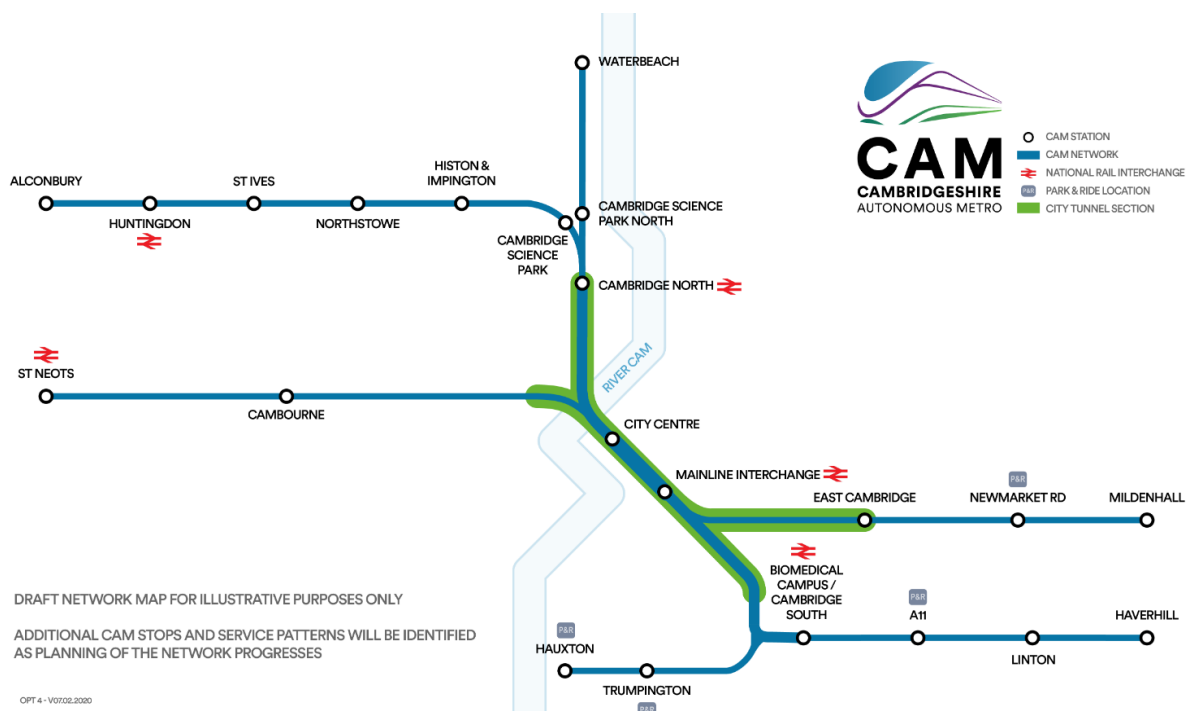 WATERBEACH
CAM
CAMBRIDGESHIRE
AUTONOMOUS METRO
CAM STATION
CAM NETWORK
NATIONAL RAIL INTERCHANGE
P&R PARK & RIDE LOCATION
CITY TUNNEL SECTION
ALCONBURY
HUNTINGDON
ST IVES
NORTHSTOWE
HISTON &
IMPINGTON
CAMBRIDGE
SCIENCE
PARK
CAMBRIDGE SCIENCE
PARK NORTH
CAMBRIDGE NORTH
RIVER CAM
ST NEOTS
CAMBOURNE
CITY CENTRE
MAINLINE INTERCHANGE
EAST CAMBRIDGE
P&R
NEWMARKET RD
MILDENHALL
BIOMEDICAL
CAMPUS /
CAMBRIDGE
SOUTH
P&R
A11
LINTON
HAVERHILL
P&R
HAUXTON
TRUMPINGTON
P&R
DRAFT NETWORK MAP FOR ILLUSTRATIVE PURPOSES ONLY
ADDITIONAL CAM STOPS AND SERVICE PATTERNS WILL BE IDENTIFIED
AS PLANNING OF THE NETWORK PROGRESSES
OPT 4 - V07.02.2020